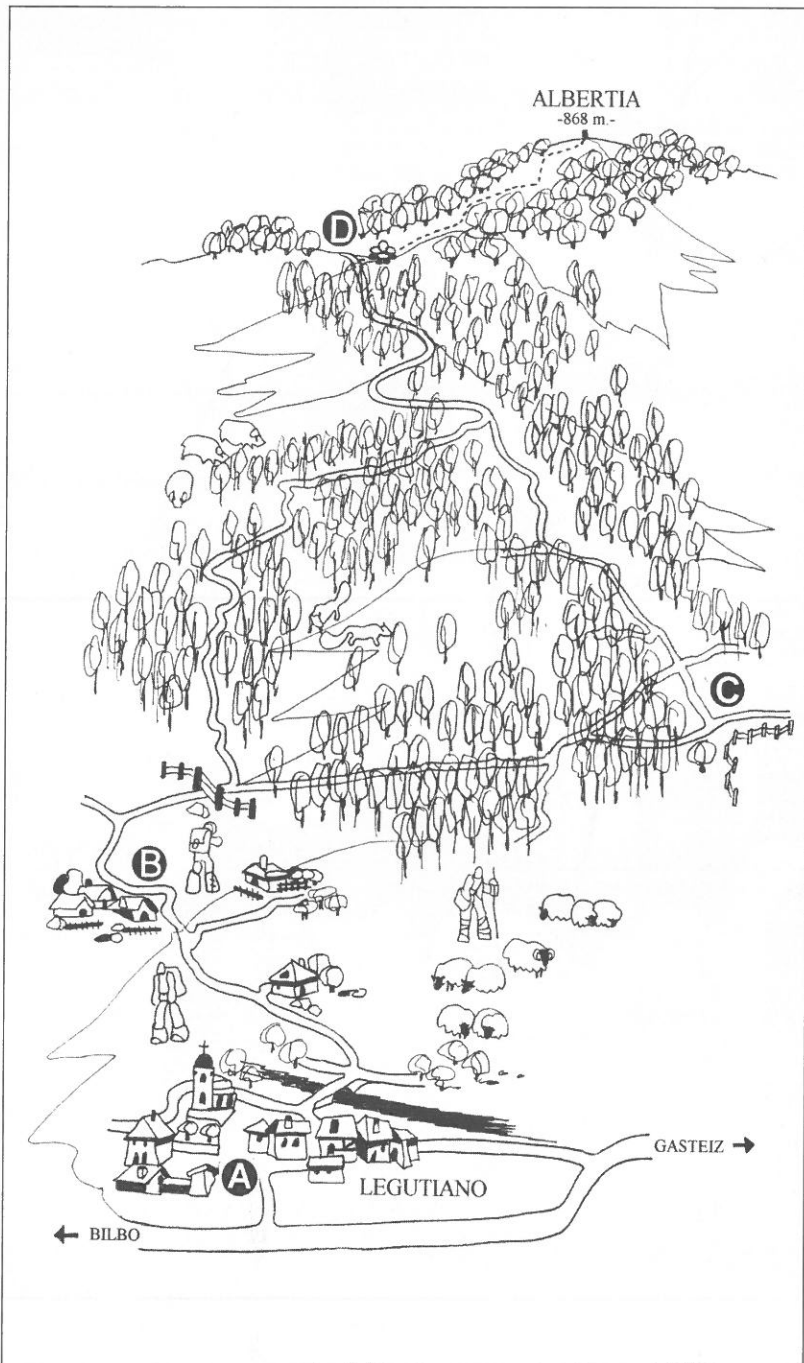 ALBERTIA
-868 m.-
D
C
B
A
LEGUTIANO
GASTEIZ →
← BILBO